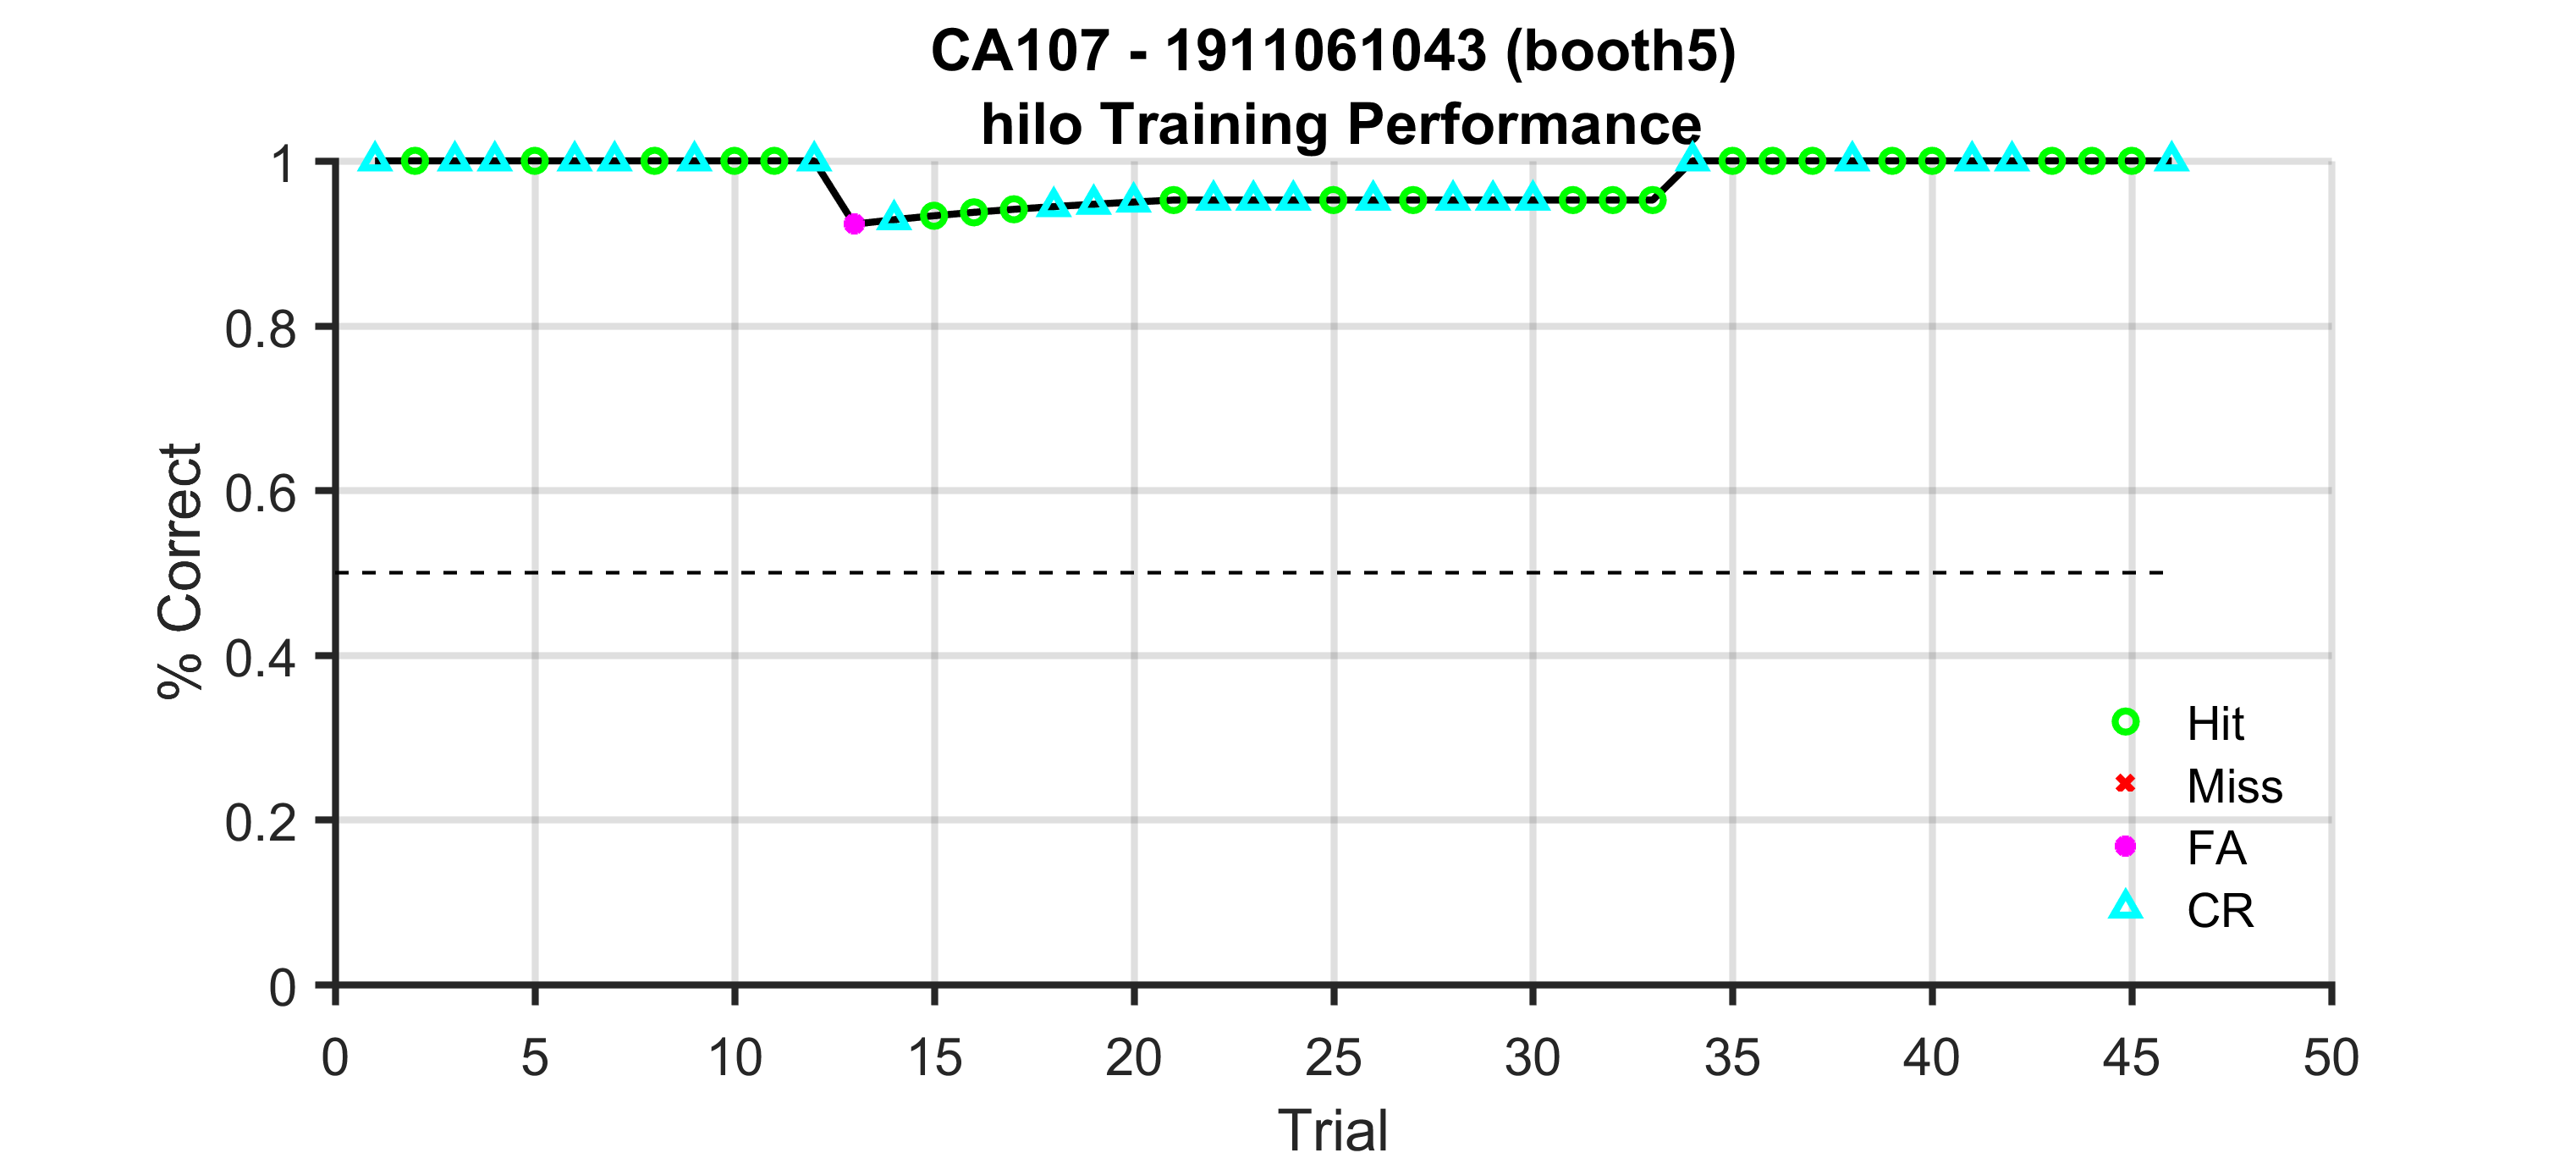 CA107 - 1911061043 (booth5)
hilo Training Performance
% Correct
1
0.8
0.6
0.4
0.2
0
0 5 10 15 20 25 30 35 40 45 50
Trial
Hit
Miss
FA
CR